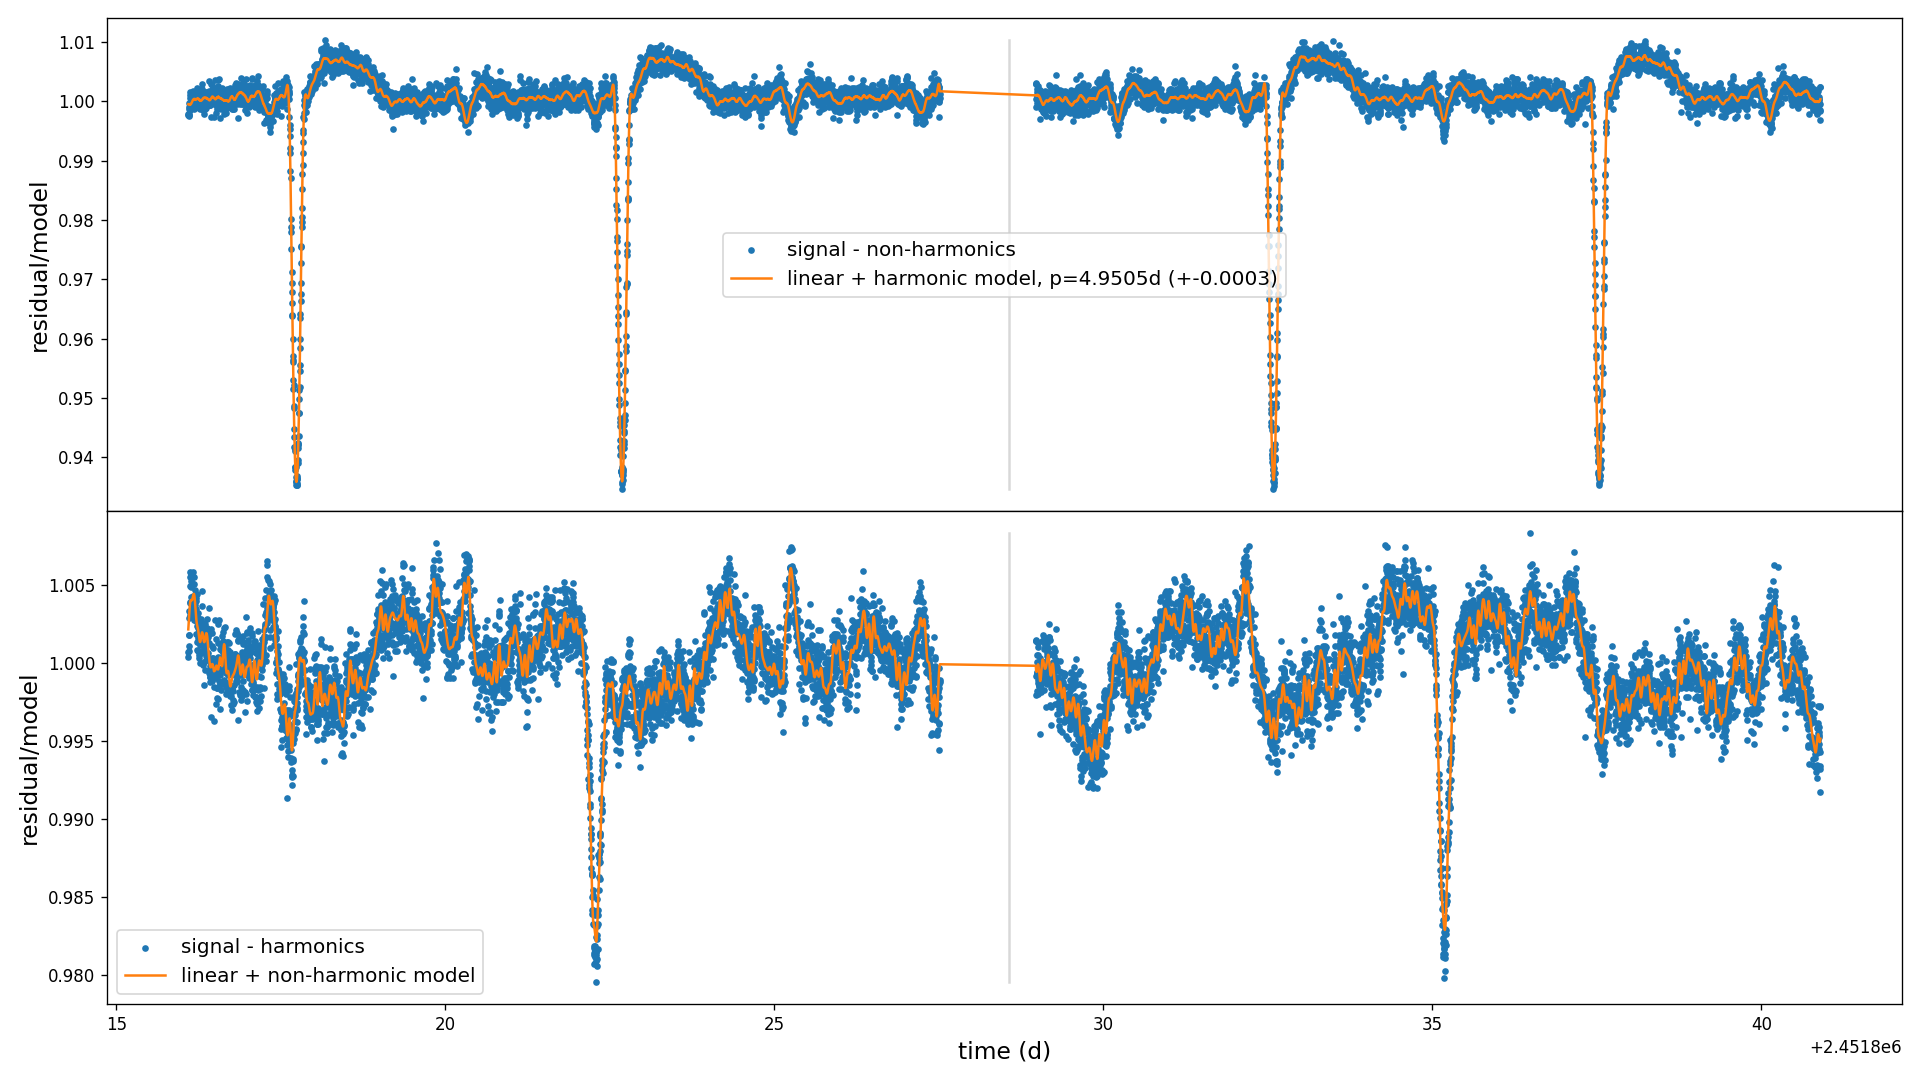 1.01
1.00
0.99
0.98
0.97
0.96
0.95
0.94
residual/model
signal - non-harmonics
linear + harmonic model, p=4.9505d (+-0.0003)
1.005
1.000
0.995
0.990
0.985
0.980
residual/model
signal - harmonics
linear + non-harmonic model
15 20 25 30 35 40
time (d)
+2.4518e6